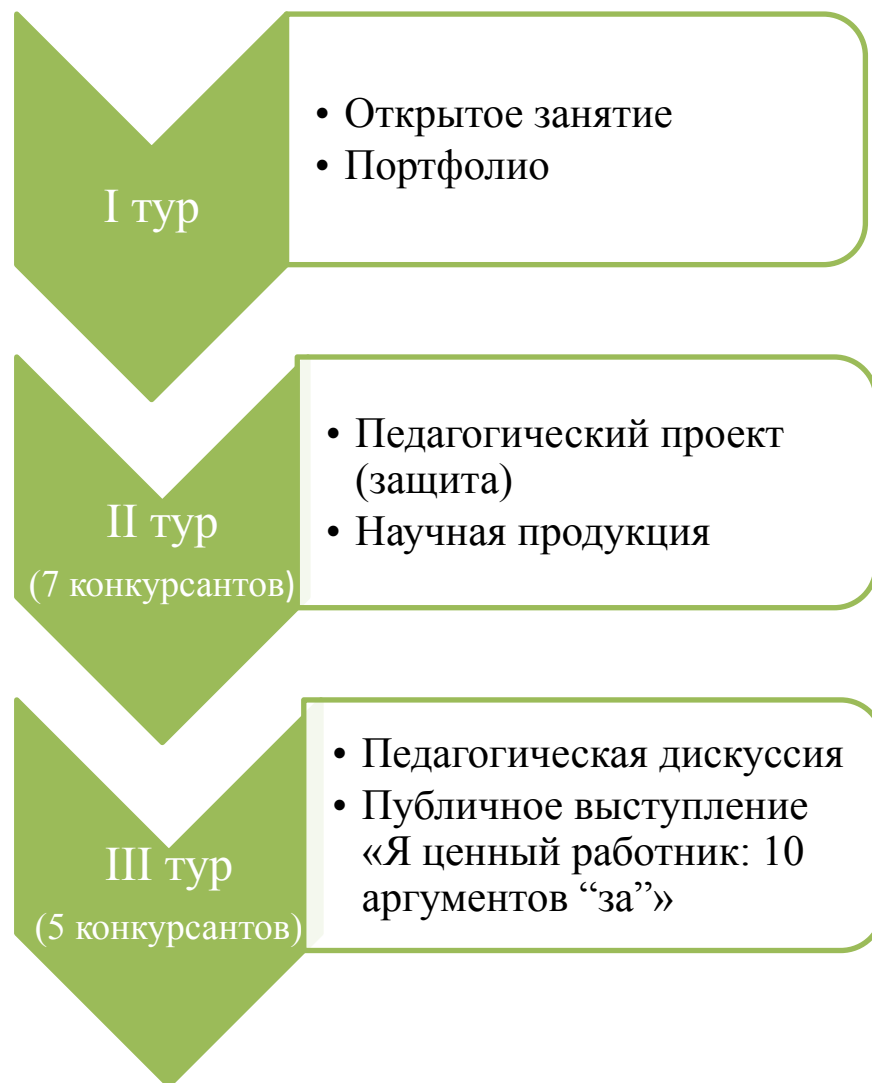 I тур
• Открытое занятие
• Портфолио
II тур
(7 конкурсантов)
• Педагогический проект
(защита)
• Научная продукция
III тур
(5 конкурсантов)
• Педагогическая дискуссия
• Публичное выступление
«Я ценный работник: 10
аргументов “за”»